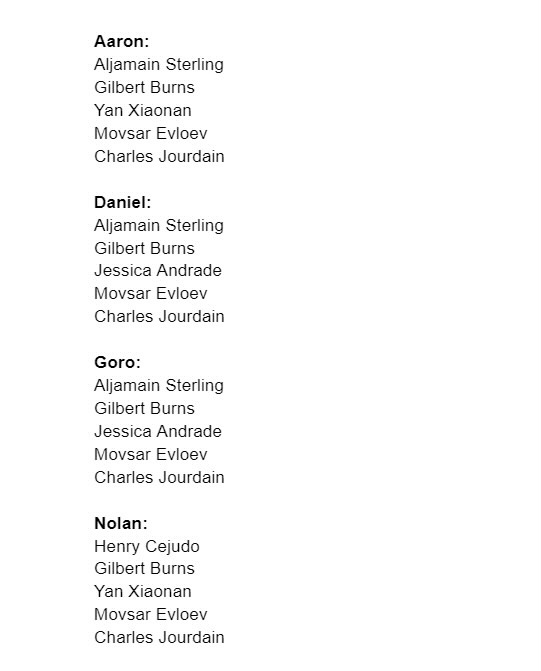 Aaron:
Aljamain Sterling
Gilbert Burns
Yan Xiaonan
Movsar Evloev
Charles Jourdain
Daniel:
Aljamain Sterling
Gilbert Burns
Jessica Andrade
Movsar Evloev
Charles Jourdain
Goro:
Aljamain Sterling
Gilbert Burns
Jessica Andrade
Movsar Evloev
Charles Jourdain
Nolan:
Henry Cejudo
Gilbert Burns
Yan Xiaonan
Movsar Evloev
Charles Jourdain